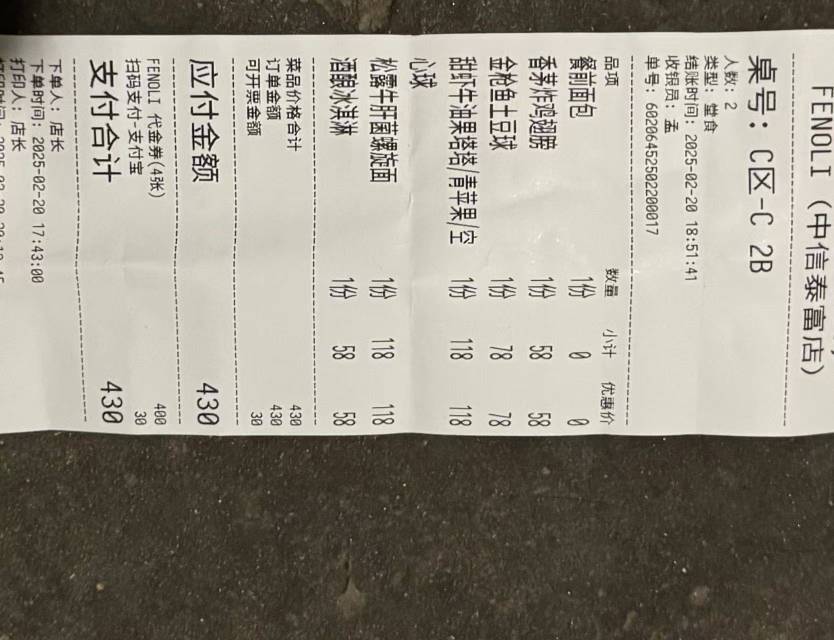 FENOLI (中信泰富店)
桌号: C区-C 2B
人数: 2
类型: 堂食
结账时间: 2025-02-20 18:51:41
收银员: 孟
单号: 60206452502200017
品项 数量 小计 优惠价
餐前面包 1份 0 0
香茅炸鸡翅膀 1份 58 58
金枪鱼土豆球 1份 78 78
甜虾牛油果塔塔/青苹果/空 1份 118 118
心球
松露牛肝菌螺旋面 1份 118 118
酒酿冰淇淋 1份 58 58
菜品价格合计 430
订单金额 430
可开票金额 30
应付金额 430
FENOLI 代金券(4张) 400
扫码支付-支付宝 30
支付合计 430
下单人: 店长
下单时间: 2025-02-20 17:43:00
打印人: 店长